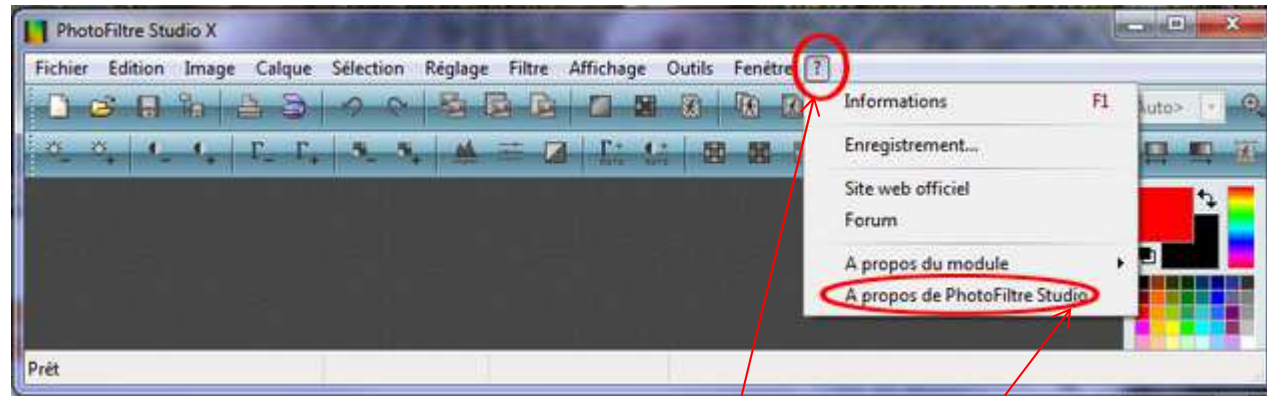 PhotoFiltre Studio X
Fichier Edition Image Calque Sélection Réglage Filtre Affichage Outils Fenêtre ?
Informations F1
Auto>
Enregistrement...
Site web officiel
Forum
A propos du module
A propos de PhotoFiltre Studio
Prêt